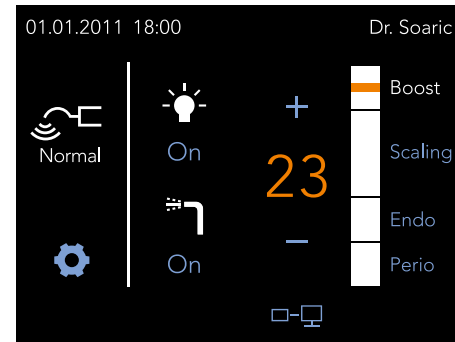 01.01.2011 18:00 Dr. Soaric
Normal
On
On
+
23
−
Boost
Scaling
Endo
Perio